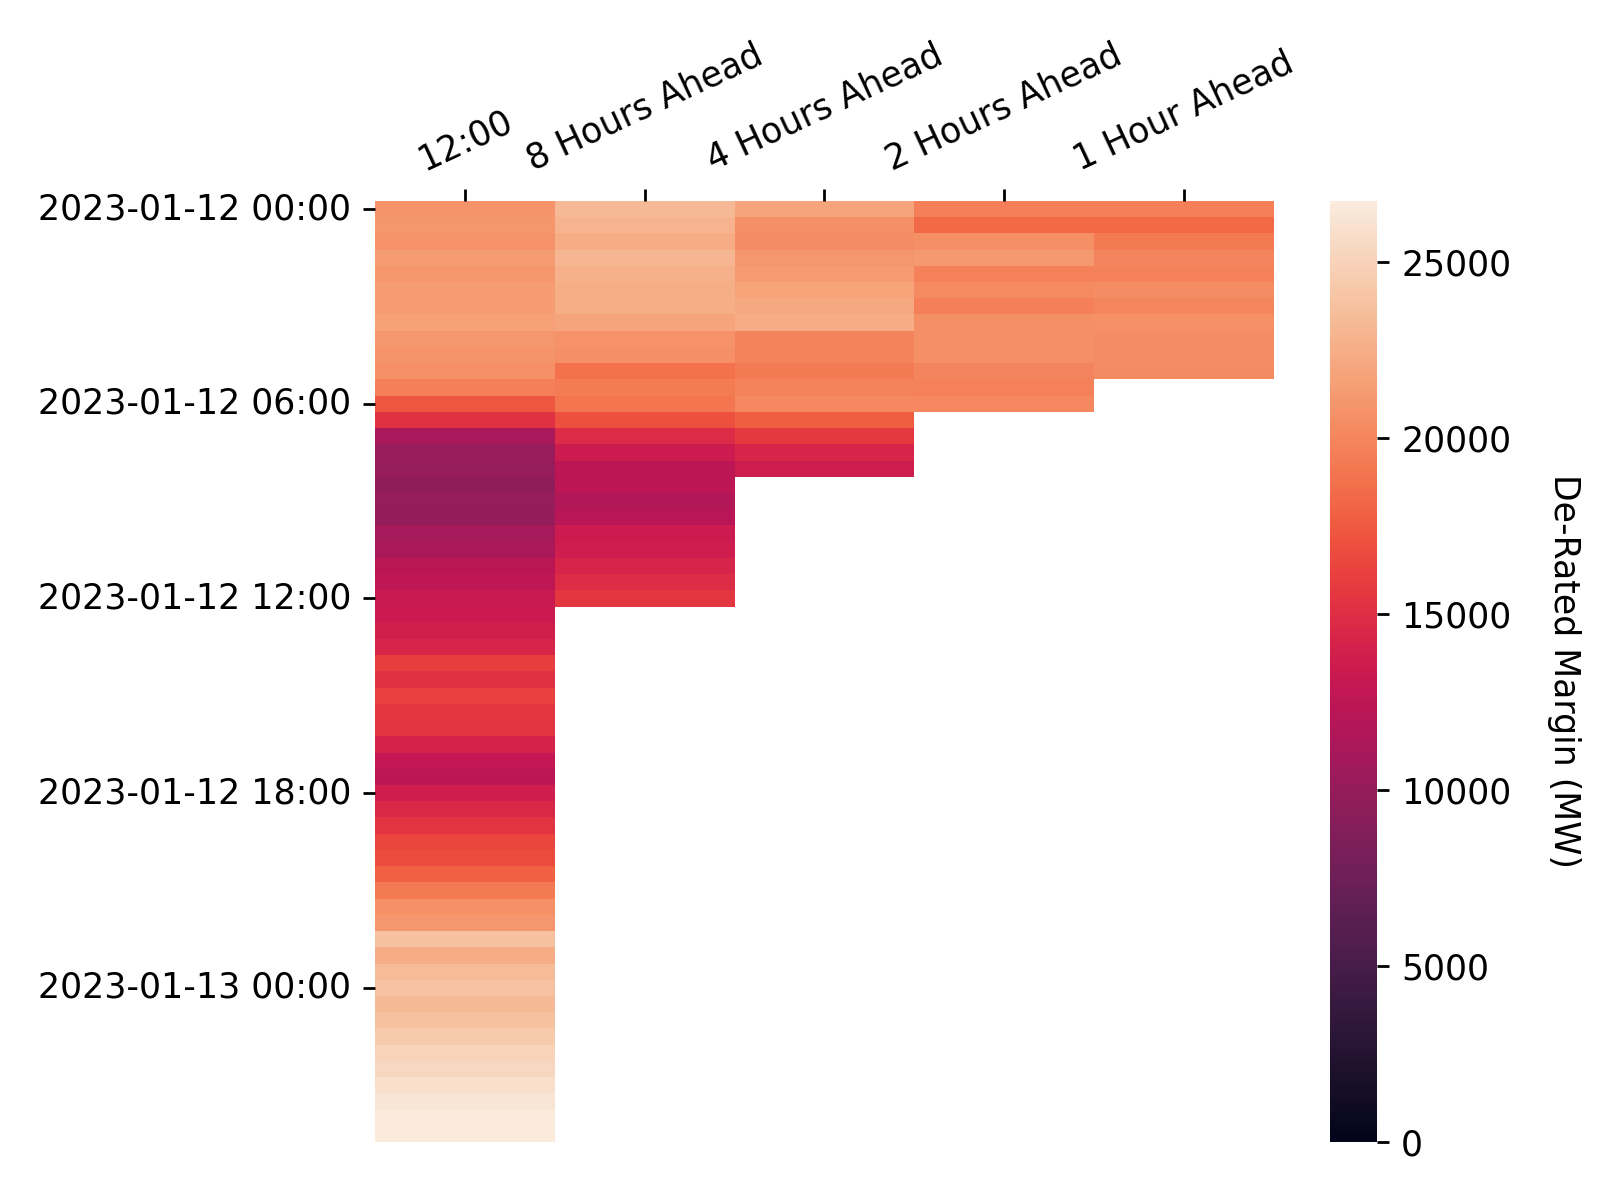 12:00
8 Hours Ahead
4 Hours Ahead
2 Hours Ahead
1 Hour Ahead
2023-01-12 00:00
2023-01-12 06:00
2023-01-12 12:00
2023-01-12 18:00
2023-01-13 00:00
25000
20000
15000
10000
5000
0
De-Rated Margin (MW)